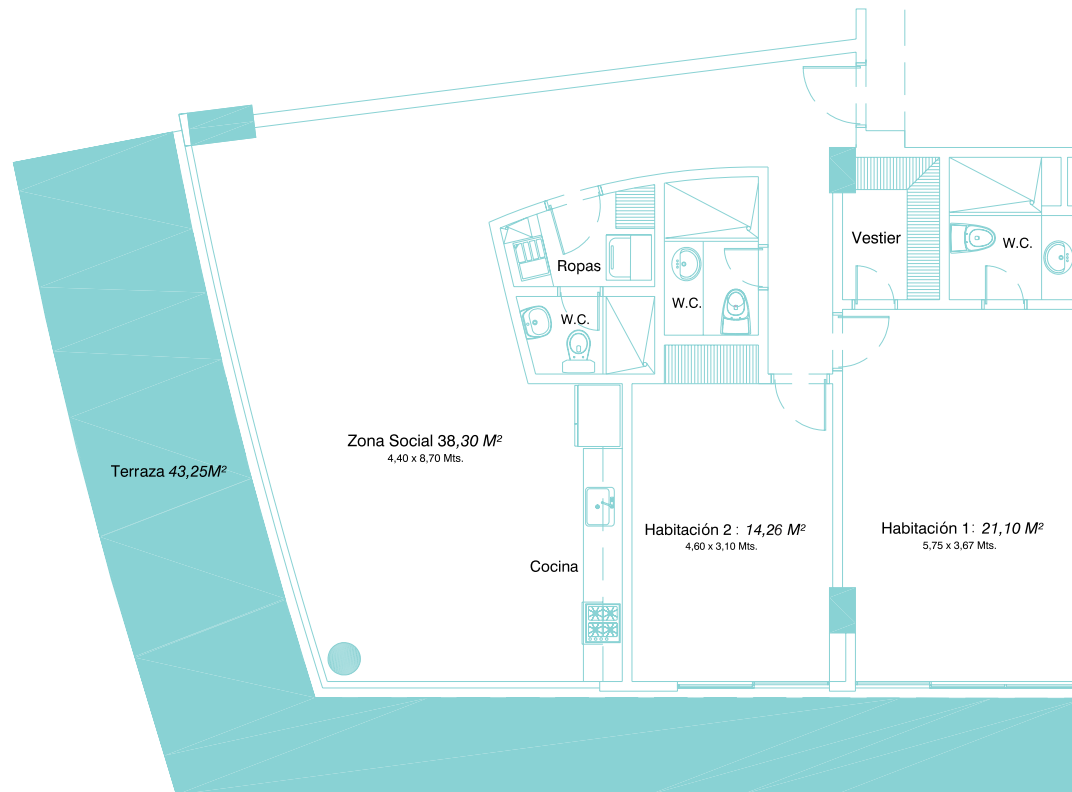 Vestier
W.C.
Ropas
W.C.
W.C.
Zona Social 38,30 M²
4,40 x 8,70 Mts.
Terraza 43,25M²
Habitación 2 : 14,26 M²
4,60 x 3,10 Mts.
Habitación 1: 21,10 M²
5,75 x 3,67 Mts.
Cocina